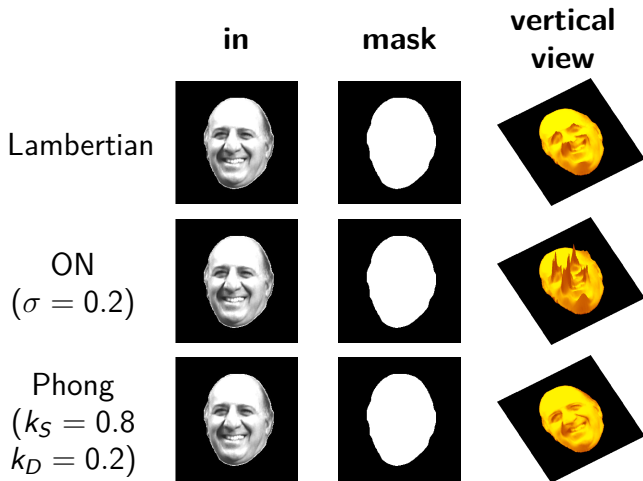 in mask vertical view
Lambertian
ON
(σ = 0.2)
Phong
(k_S = 0.8
k_D = 0.2)